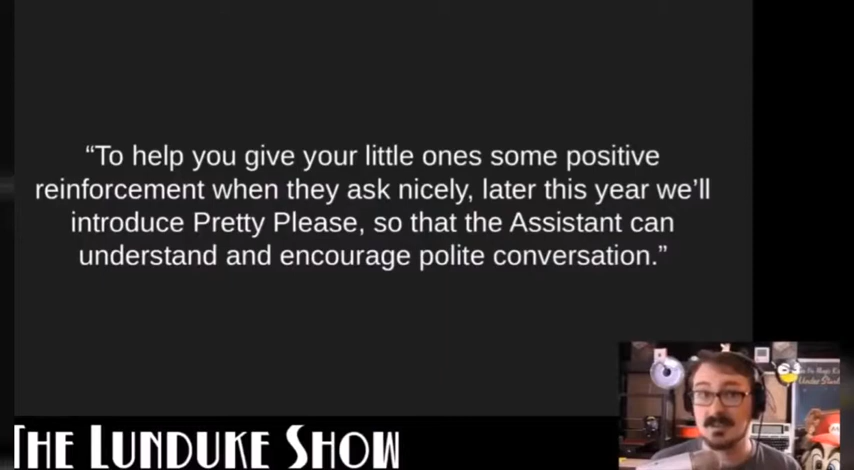 “To help you give your little ones some positive
reinforcement when they ask nicely, later this year we’ll
introduce Pretty Please, so that the Assistant can
understand and encourage polite conversation.”
THE LUNDUKE SHOW